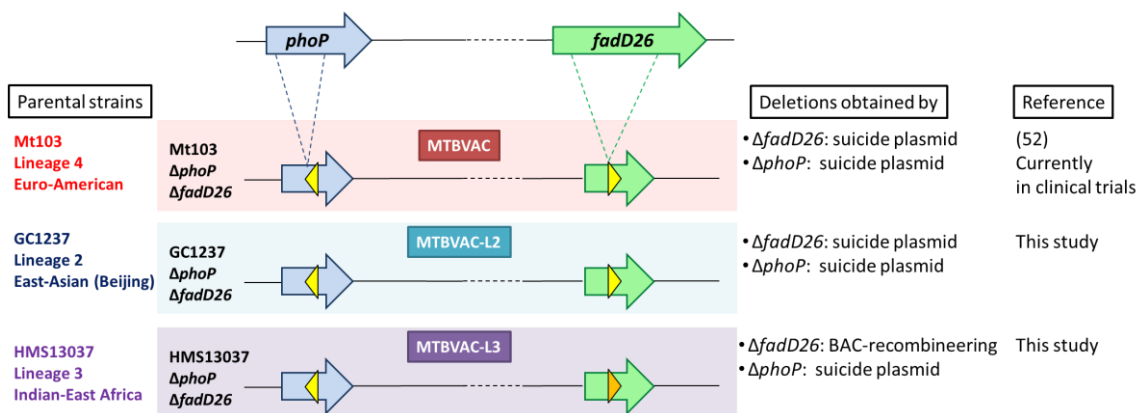 phoP
fadD26
Parental strains
Deletions obtained by
Reference
Mt103
Lineage 4
Euro-American
Mt103
ΔphoP
ΔfadD26
MTBVAC
• ΔfadD26: suicide plasmid
• ΔphoP: suicide plasmid
(52)
Currently
in clinical trials
GC1237
Lineage 2
East-Asian (Beijing)
GC1237
ΔphoP
ΔfadD26
MTBVAC-L2
• ΔfadD26: suicide plasmid
• ΔphoP: suicide plasmid
This study
HMS13037
Lineage 3
Indian-East Africa
HMS13037
ΔphoP
ΔfadD26
MTBVAC-L3
• ΔfadD26: BAC-recombineering
• ΔphoP: suicide plasmid
This study